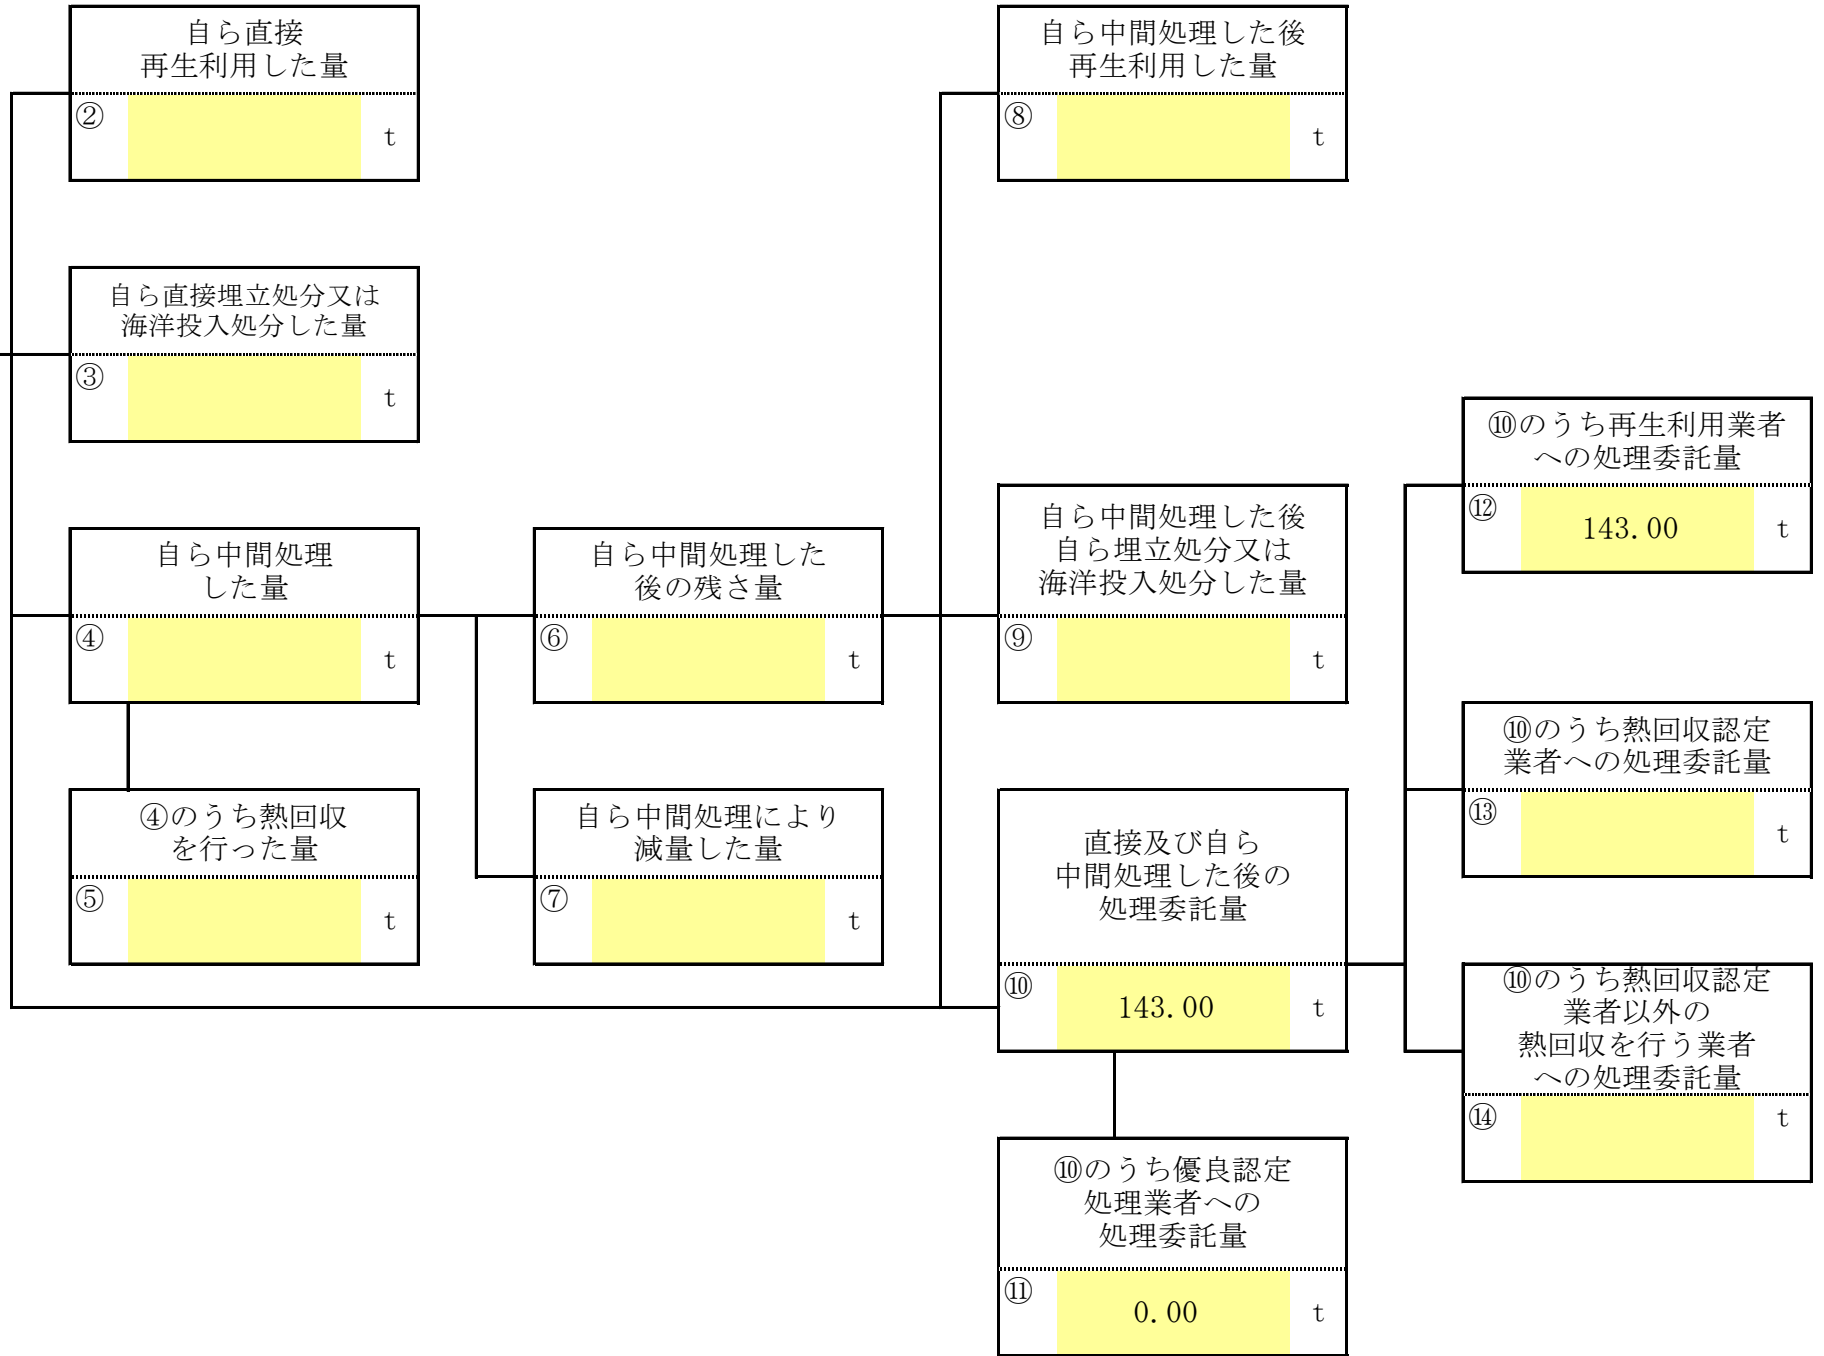 自ら直接
再生利用した量
② t
自ら中間処理した後
再生利用した量
⑧ t
自ら直接埋立処分又は
海洋投入処分した量
③ t
⑩のうち再生利用業者
への処理委託量
⑫ 143.00 t
自ら中間処理
した量
④ t
自ら中間処理した
後の残さ量
⑥ t
自ら中間処理した後
自ら埋立処分又は
海洋投入処分した量
⑨ t
⑩のうち熱回収認定
業者への処理委託量
⑬ t
④のうち熱回収
を行った量
⑤ t
自ら中間処理により
減量した量
⑦ t
直接及び自ら
中間処理した後の
処理委託量
⑩ 143.00 t
⑩のうち熱回収認定
業者以外の
熱回収を行う業者
への処理委託量
⑭ t
⑩のうち優良認定
処理業者への
処理委託量
⑪ 0.00 t